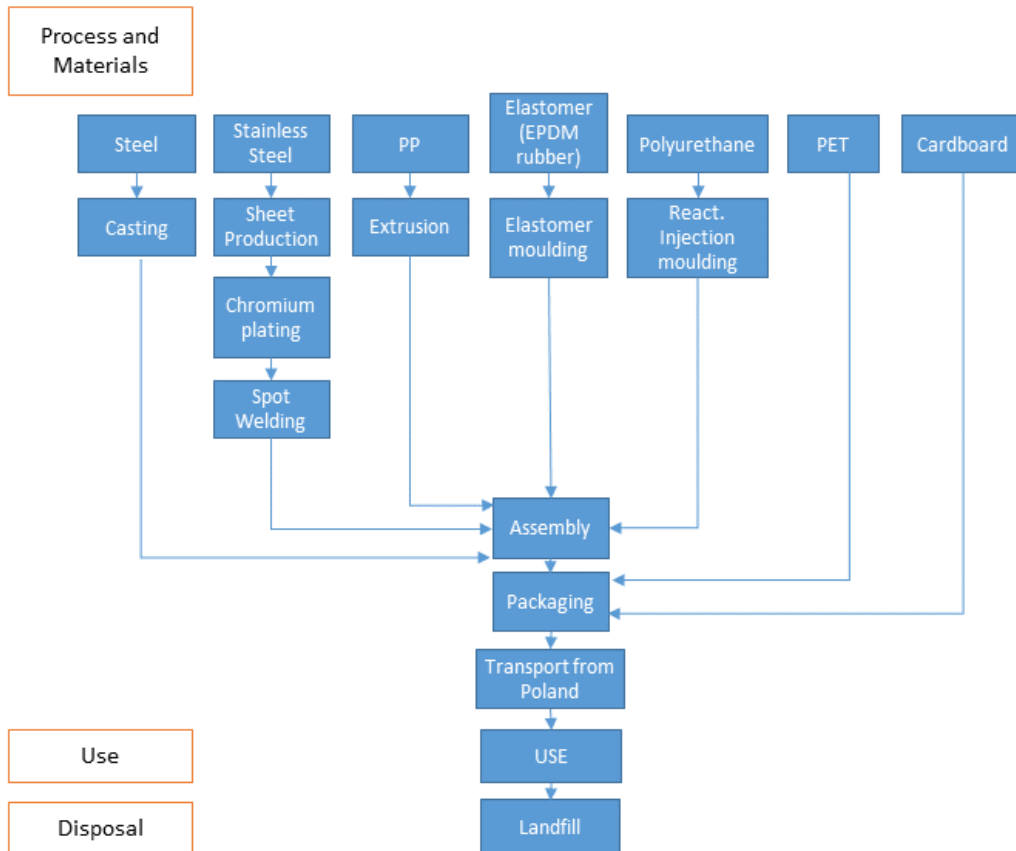 Process and
Materials
Steel
Stainless
Steel
PP
Elastomer
(EPDM
rubber)
Polyurethane
PET
Cardboard
Casting
Sheet
Production
Extrusion
Elastomer
moulding
React.
Injection
moulding
Chromium
plating
Spot
Welding
Assembly
Packaging
Transport from
Poland
Use
USE
Disposal
Landfill